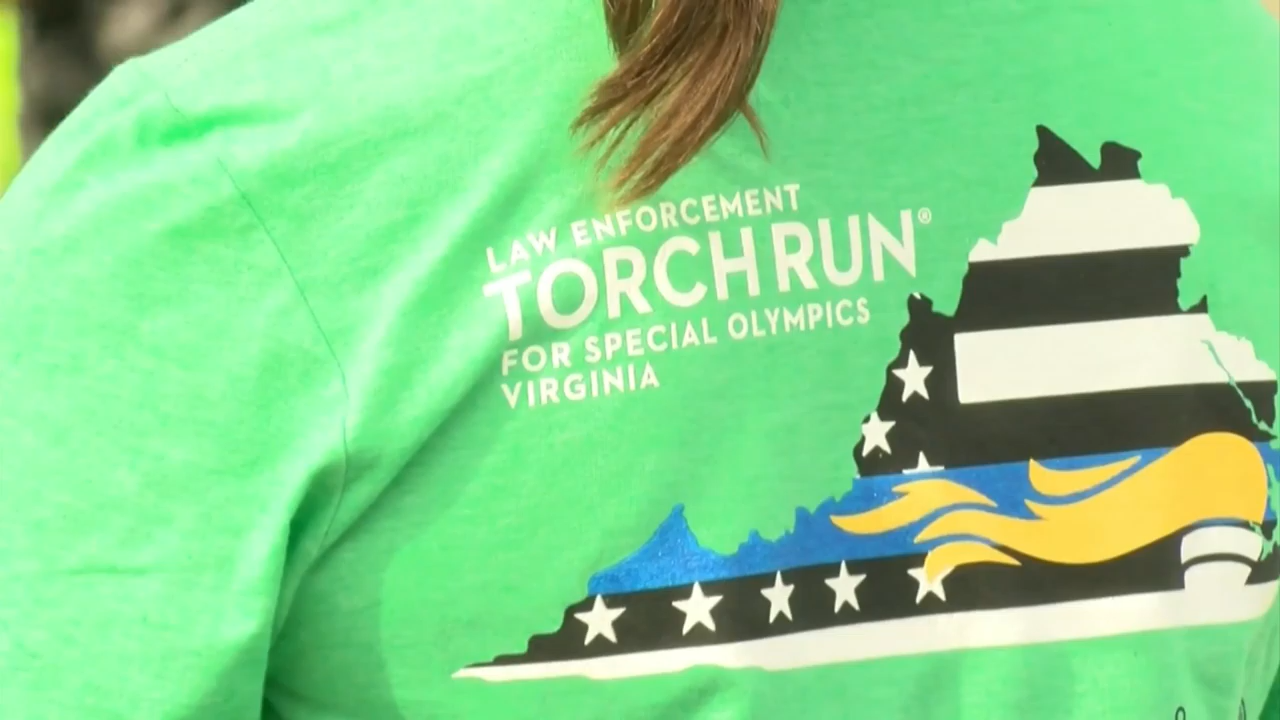 LAW ENFORCEMENT
TORCH RUN®
FOR SPECIAL OLYMPICS
VIRGINIA